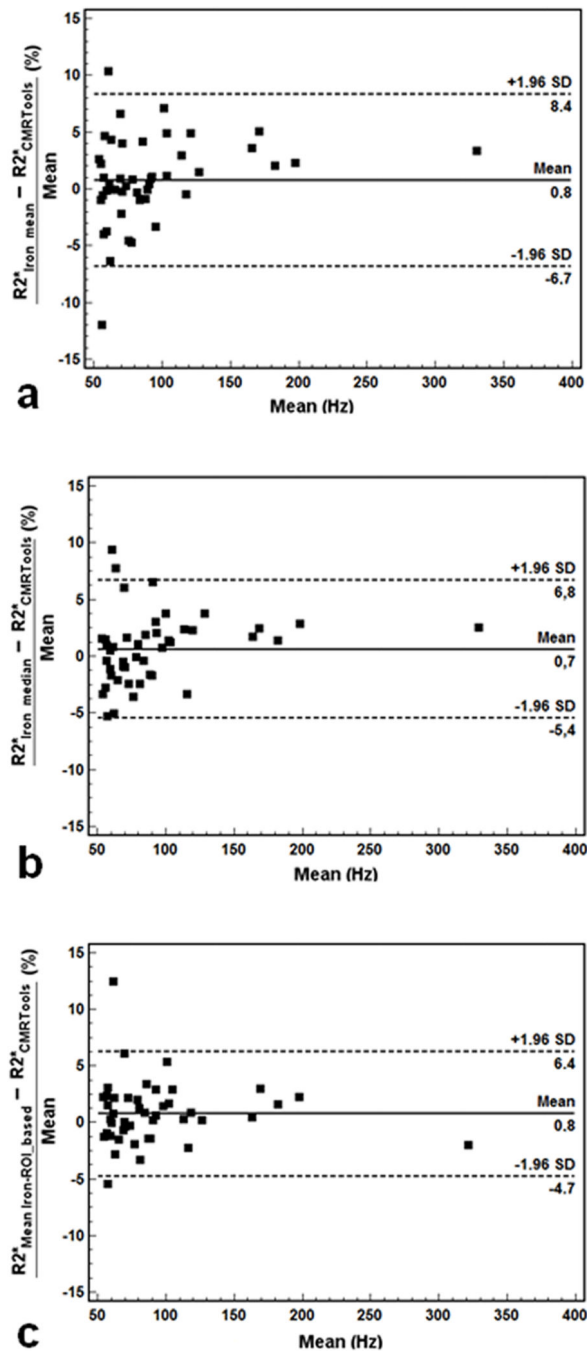 R2*Iron_mean − R2*CMRTools (%)
Mean
15
10
5
0
-5
-10
-15
+1.96 SD
8.4
Mean
0.8
-1.96 SD
-6.7
50 100 150 200 250 300 350 400
Mean (Hz)
a
R2*Iron_median − R2*CMRTools (%)
Mean
15
10
5
0
-5
-10
-15
+1.96 SD
6,8
Mean
0,7
-1.96 SD
-5,4
50 100 150 200 250 300 350 400
Mean (Hz)
b
R2*Mean Iron-ROI_based − R2*CMRTools (%)
Mean
15
10
5
0
-5
-10
-15
+1.96 SD
6.4
Mean
0.8
-1.96 SD
-4.7
50 100 150 200 250 300 350 400
Mean (Hz)
c